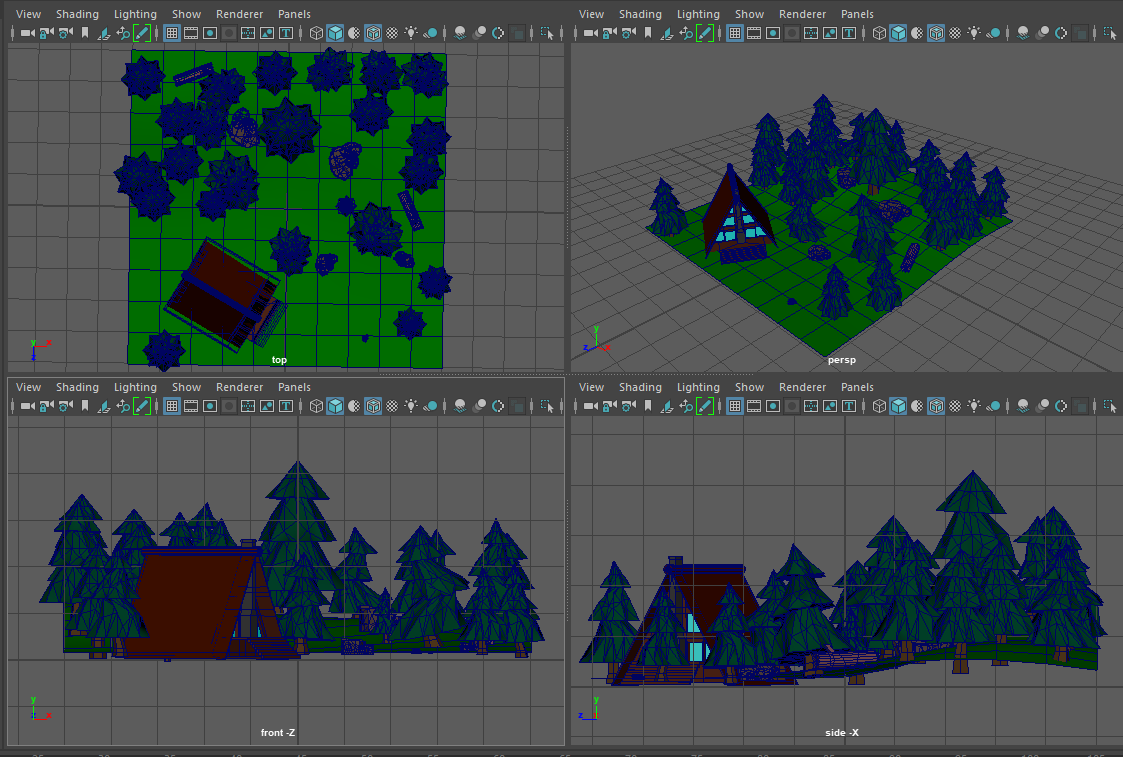 View Shading Lighting Show Renderer Panels
View Shading Lighting Show Renderer Panels
T
T
y x
z
top
y
z x
persp
View Shading Lighting Show Renderer Panels
View Shading Lighting Show Renderer Panels
T
T
y
z x
front -Z
y
z
side -X